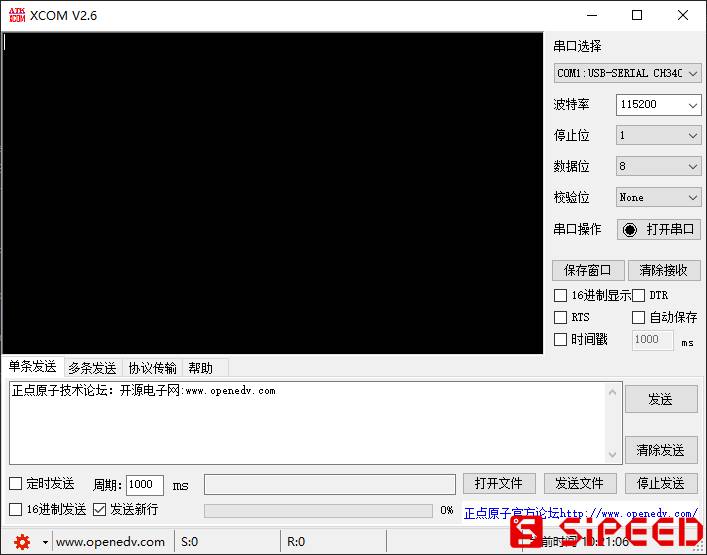 ATK
XCOM
XCOM V2.6
串口选择
COM1:USB-SERIAL CH340
波特率
115200
停止位
1
数据位
8
校验位
None
串口操作
打开串口
保存窗口
清除接收
16进制显示
DTR
RTS
自动保存
时间戳
1000
ms
单条发送
多条发送
协议传输
帮助
正点原子技术论坛：开源电子网:www.openedv.com
发送
清除发送
定时发送
周期:
1000
ms
打开文件
发送文件
停止发送
16进制发送
发送新行
0%
正点原子官方论坛http://www.openedv.com/
www.openedv.com
S:0
R:0
当前时间 10:21:06
SiPEED